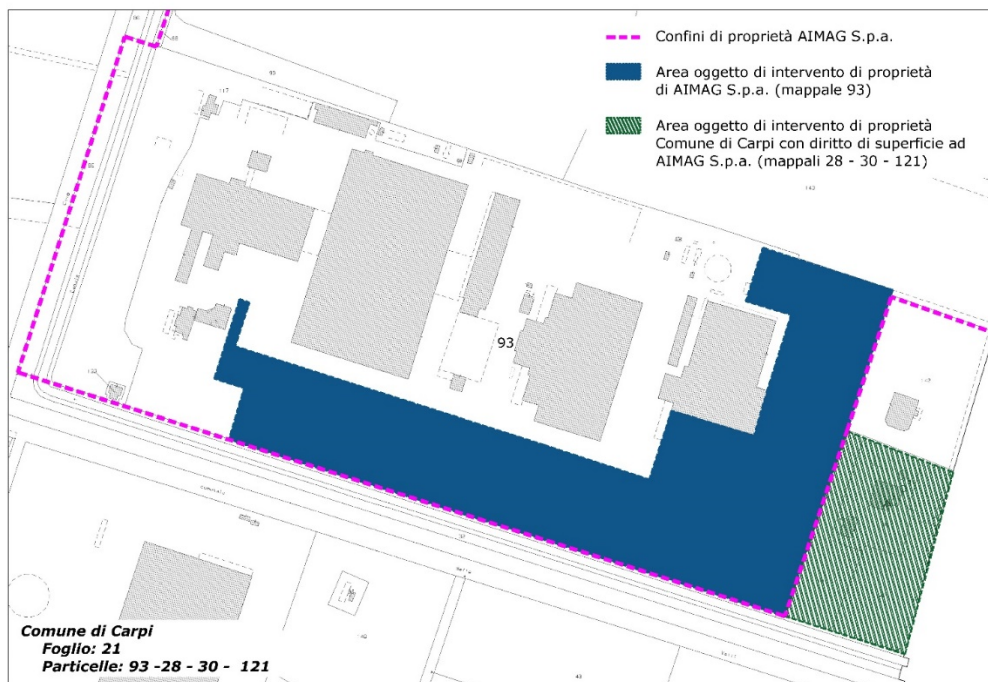 Confini di proprietà AIMAG S.p.a.
Area oggetto di intervento di proprietà
di AIMAG S.p.a. (mappale 93)
Area oggetto di intervento di proprietà
Comune di Carpi con diritto di superficie ad
AIMAG S.p.a. (mappali 28 - 30 - 121)
93
Comune di Carpi
Foglio: 21
Particelle: 93 -28 - 30 - 121